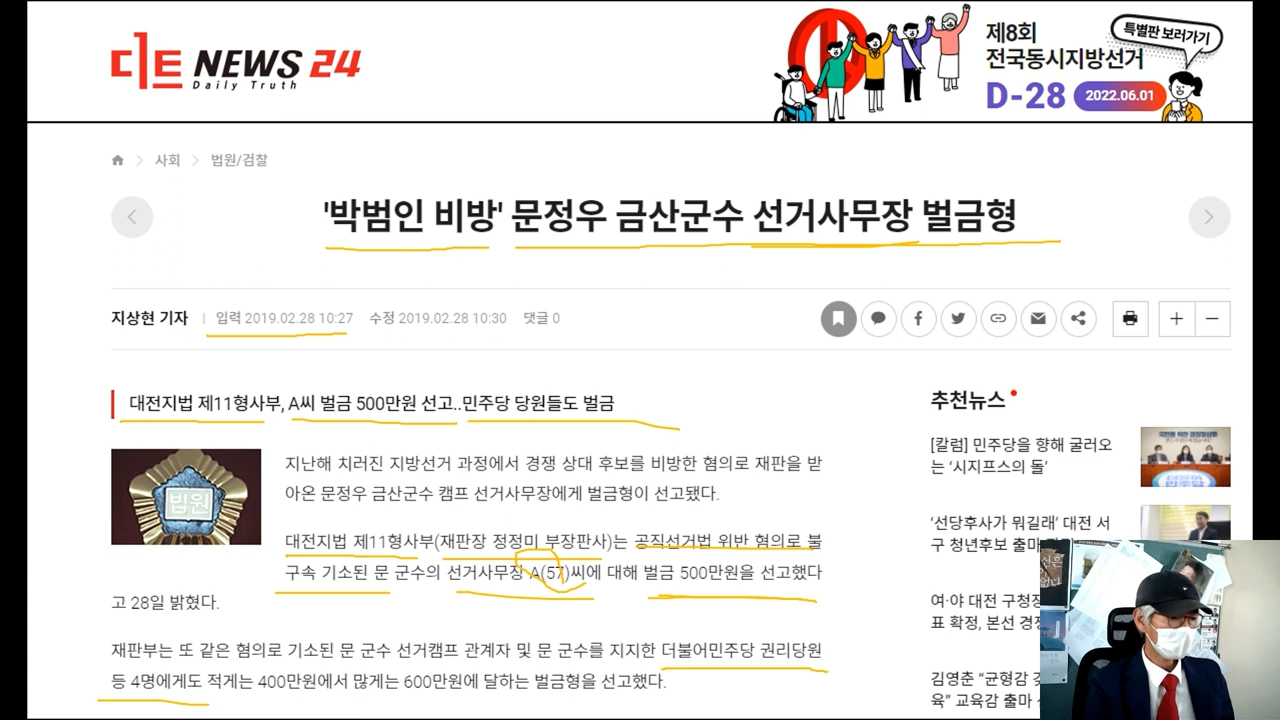 디트 NEWS 24
Daily Truth
제8회
전국동시지방선거
D-28 2022.06.01
특별판 보러가기
사회 법원/검찰
'박범인 비방' 문정우 금산군수 선거사무장 벌금형
지상현 기자 입력 2019.02.28 10:27 수정 2019.02.28 10:30 댓글 0
대전지법 제11형사부, A씨 벌금 500만원 선고..민주당 당원들도 벌금
법원
지난해 치러진 지방선거 과정에서 경쟁 상대 후보를 비방한 혐의로 재판을 받
아온 문정우 금산군수 캠프 선거사무장에게 벌금형이 선고됐다.
대전지법 제11형사부(재판장 정정미 부장판사)는 공직선거법 위반 혐의로 불
구속 기소된 문 군수의 선거사무장 A(57)씨에 대해 벌금 500만원을 선고했다
고 28일 밝혔다.
재판부는 또 같은 혐의로 기소된 문 군수 선거캠프 관계자 및 문 군수를 지지한 더불어민주당 권리당원
등 4명에게도 적게는 400만원에서 많게는 600만원에 달하는 벌금형을 선고했다.
추천뉴스
[칼럼] 민주당을 향해 굴러오
는 '시지프스의 돌'
'선당후사가 뭐길래' 대전 서
구 청년후보 출마
여·야 대전 구청장
표 확정, 본선 경쟁
김영춘 "균형감
육" 교육감 출마